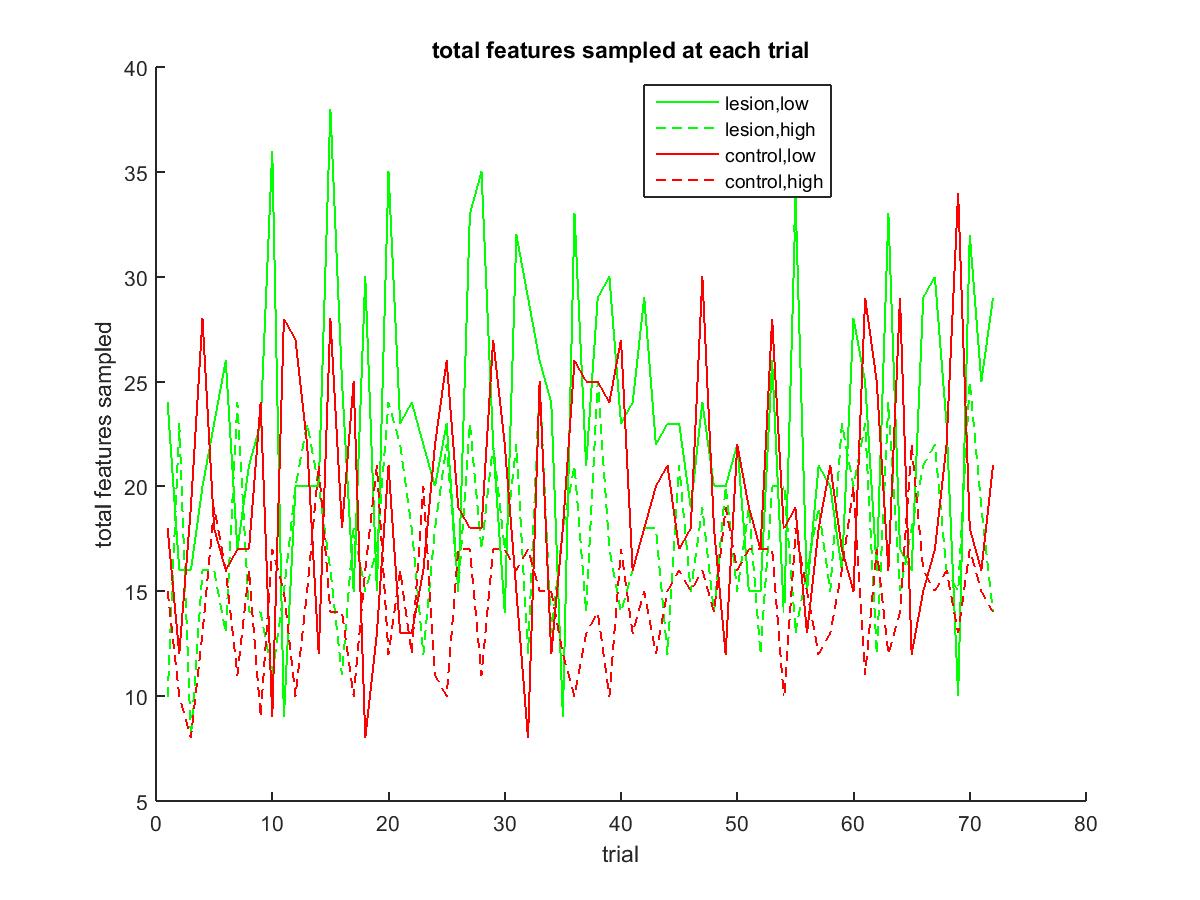 total features sampled at each trial
lesion,low
lesion,high
control,low
control,high
total features sampled
40
35
30
25
20
15
10
5
0
10
20
30
40
50
60
70
80
trial